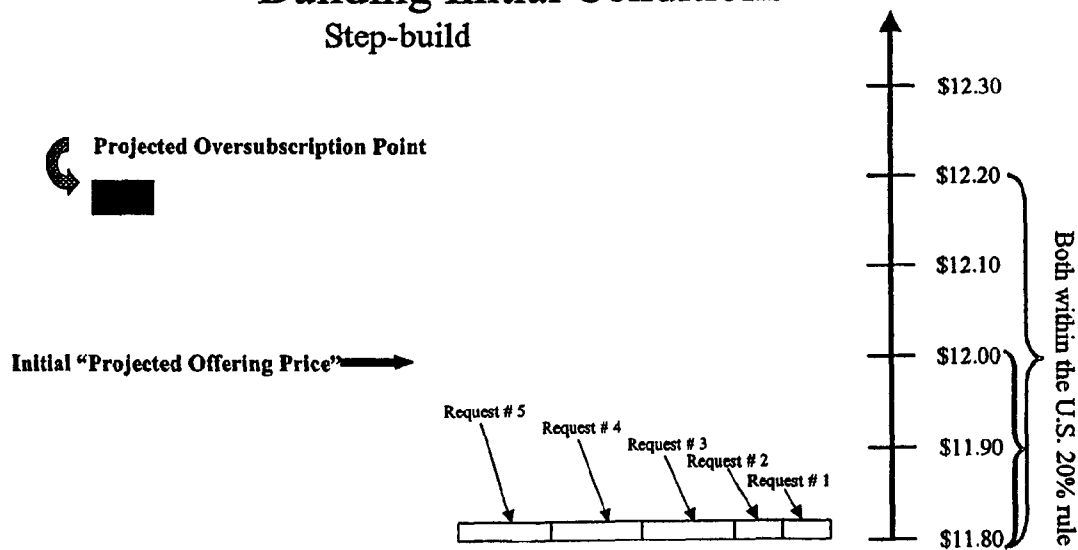 Step-build
$12.30
Projected Oversubscription Point
$12.20
$12.10
Initial “Projected Offering Price”
$12.00
Request # 5
Request # 4
Request # 3
Request # 2
Request # 1
$11.90
$11.80
Both within the U.S. 20% rule